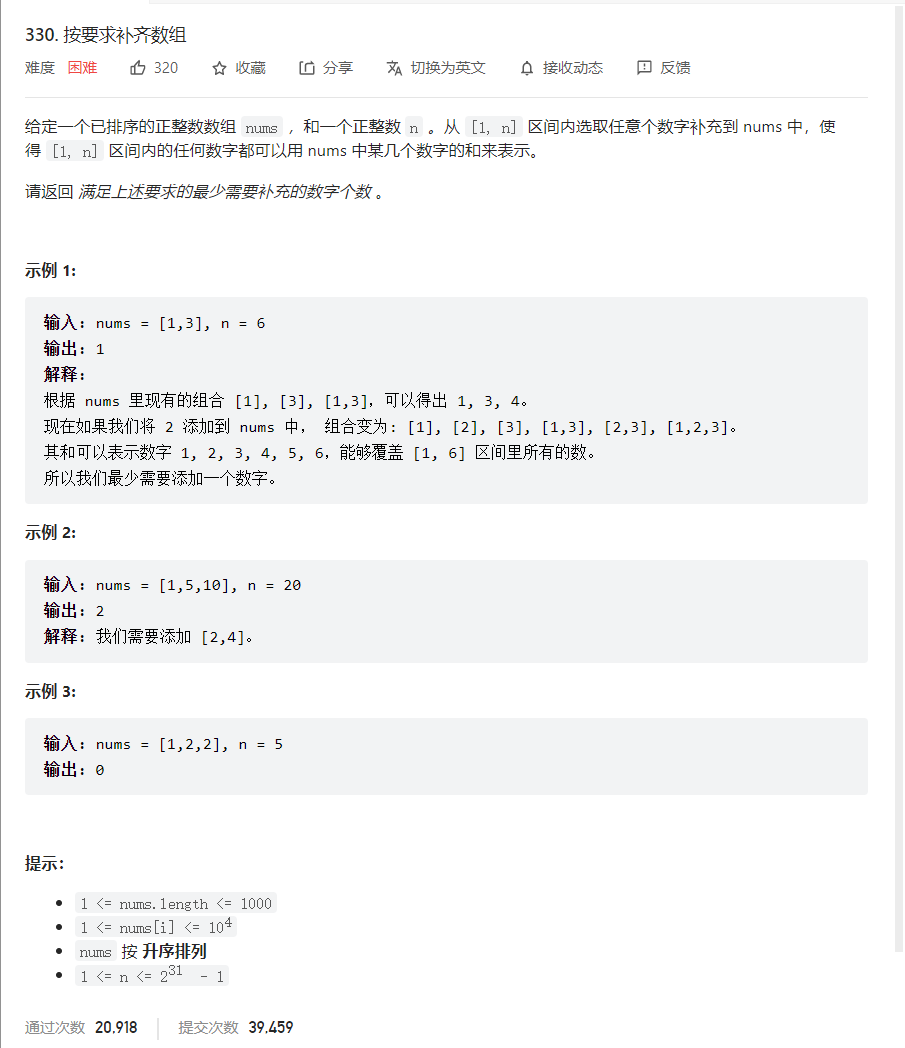 330. 按要求补齐数组
难度 困难 320 收藏 分享 切换为英文 接收动态 反馈
给定一个已排序的正整数数组 nums ，和一个正整数 n 。从 [1, n] 区间内选取任意个数字补充到 nums 中，使
得 [1, n] 区间内的任何数字都可以用 nums 中某几个数字的和来表示。
请返回 满足上述要求的最少需要补充的数字个数 。
示例 1:
输入：nums = [1,3], n = 6
输出：1
解释：
根据 nums 里现有的组合 [1], [3], [1,3]，可以得出 1, 3, 4。
现在如果我们将 2 添加到 nums 中， 组合变为: [1], [2], [3], [1,3], [2,3], [1,2,3]。
其和可以表示数字 1, 2, 3, 4, 5, 6，能够覆盖 [1, 6] 区间里所有的数。
所以我们最少需要添加一个数字。
示例 2:
输入：nums = [1,5,10], n = 20
输出：2
解释：我们需要添加 [2,4]。
示例 3:
输入：nums = [1,2,2], n = 5
输出：0
提示：
1 <= nums.length <= 1000
1 <= nums[i] <= 10⁴
nums 按 升序排列
1 <= n <= 2³¹ - 1
通过次数 20,918 提交次数 39,459